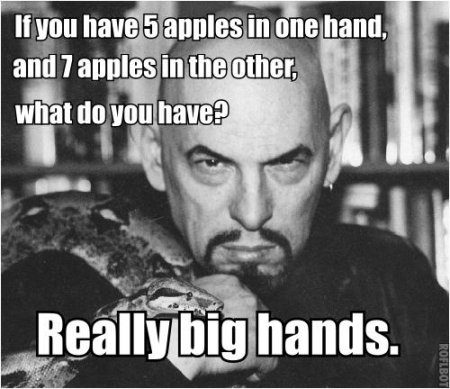 If you have 5 apples in one hand,
and 7 apples in the other,
what do you have?
Really big hands.
ROFLBOT